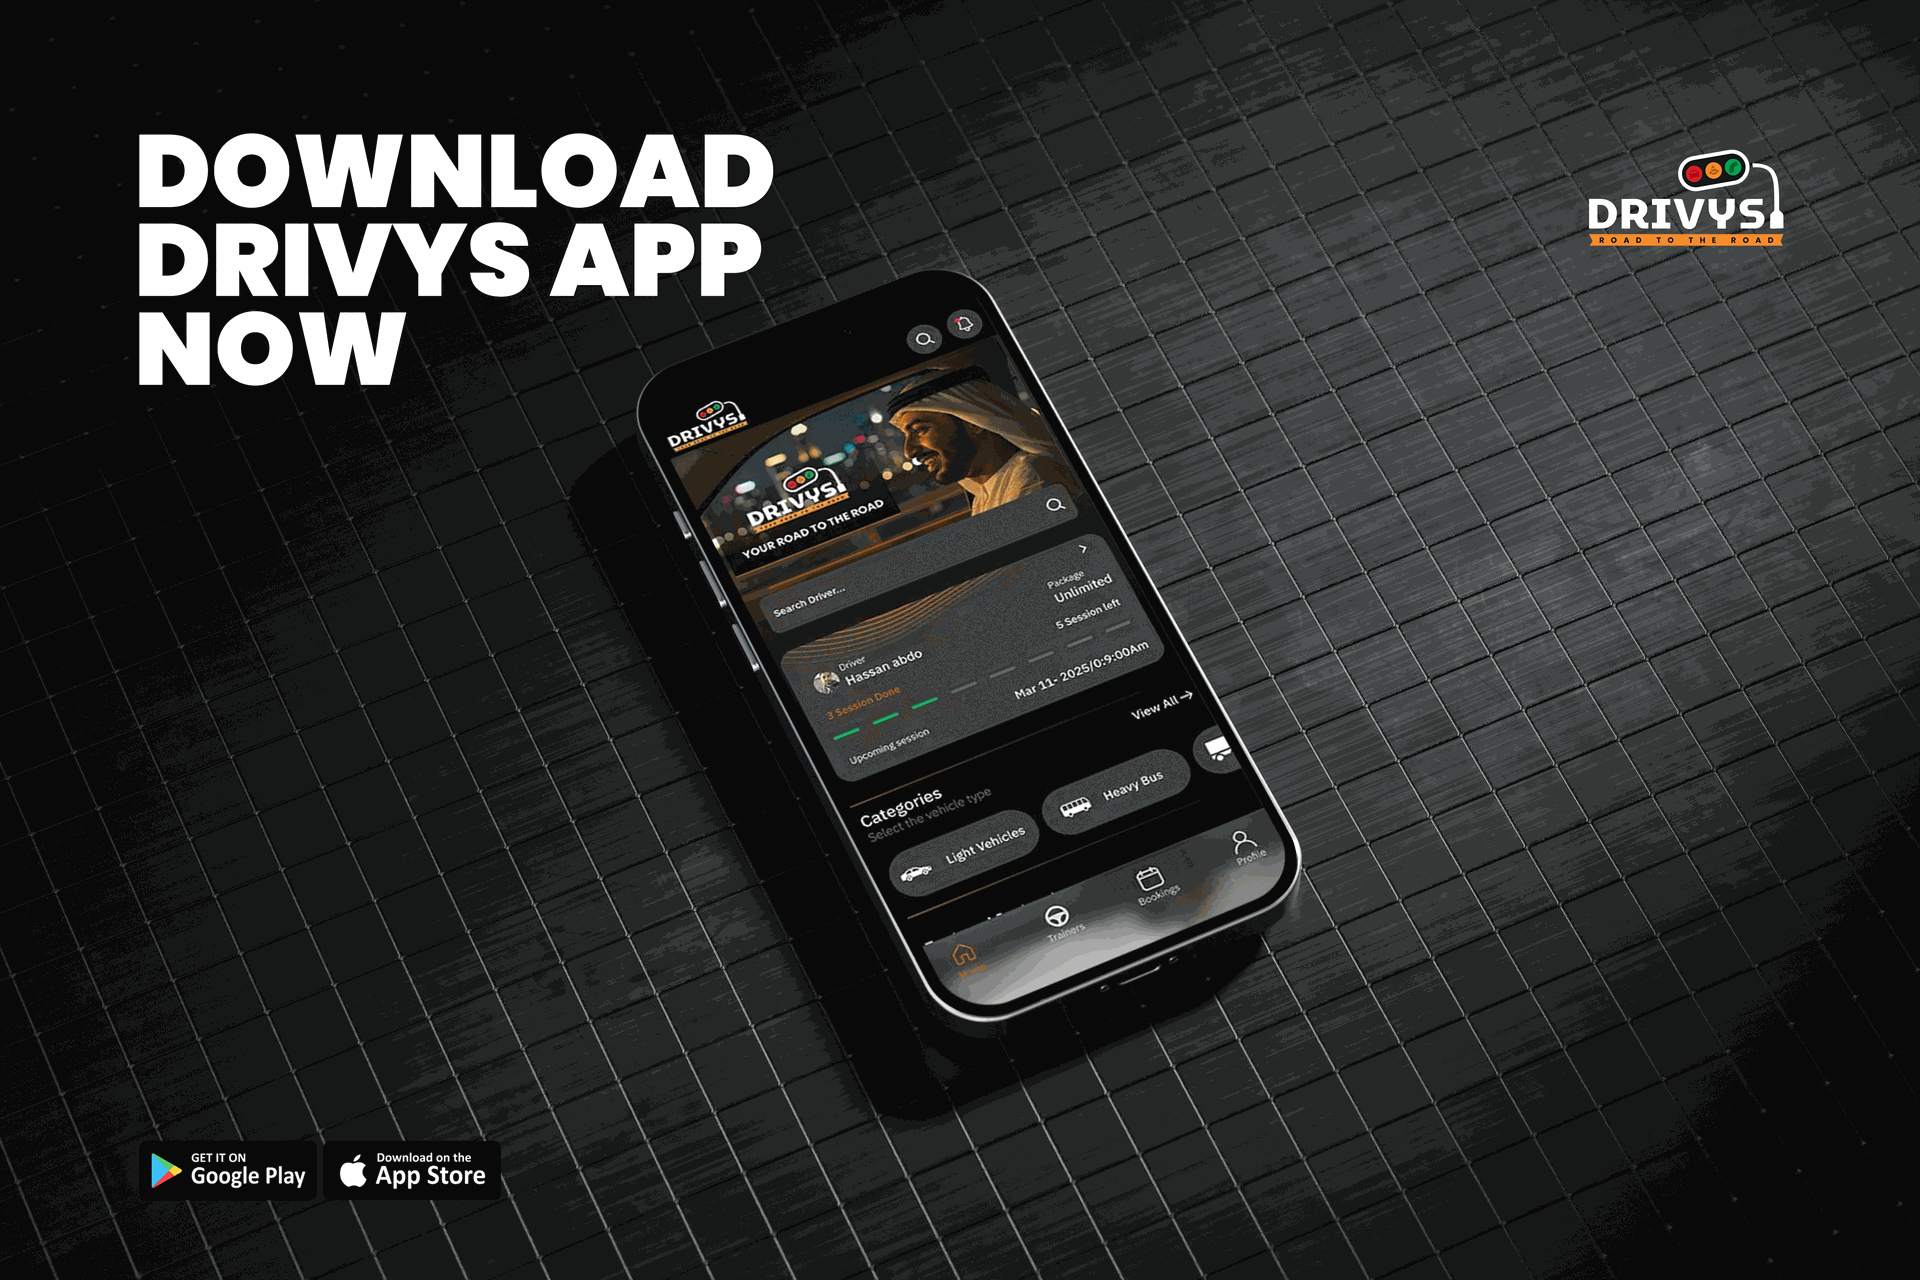 DOWNLOAD
DRIVYS APP
NOW
DRIVYS
ROAD TO THE ROAD
DRIVYS
DRIVYS
YOUR ROAD TO THE ROAD
Search Driver...
Driver
Hassan abdo
Package
Unlimited
3 Session Done
5 Session left
Upcoming session
Mar 11- 2025/0:9:00Am
View All →
Categories
Select the vehicle type
Light Vehicles
Heavy Bus
Home
Trainers
Bookings
Profile
GET IT ON
Google Play
Download on the
App Store